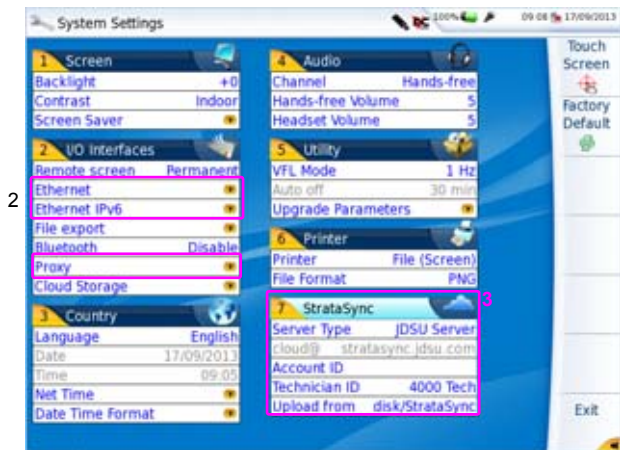 System Settings
100%
09:08 17/09/2013
1 Screen
Backlight +0
Contrast Indoor
Screen Saver
2 I/O Interfaces
Remote screen Permanent
Ethernet
Ethernet IPv6
File export
Bluetooth Disable
Proxy
Cloud Storage
3 Country
Language English
Date 17/09/2013
Time 09:05
Net Time
Date Time Format
4 Audio
Channel Hands-free
Hands-free Volume 5
Headset Volume 5
5 Utility
VFL Mode 1 Hz
Auto off 30 min
Upgrade Parameters
6 Printer
Printer File (Screen)
File Format PNG
7 StrataSync
Server Type JDSU Server
cloud@ stratasync.jdsu.com
Account ID
Technician ID 4000 Tech
Upload from disk/StrataSync
Touch
Screen
Factory
Default
Exit
2
3